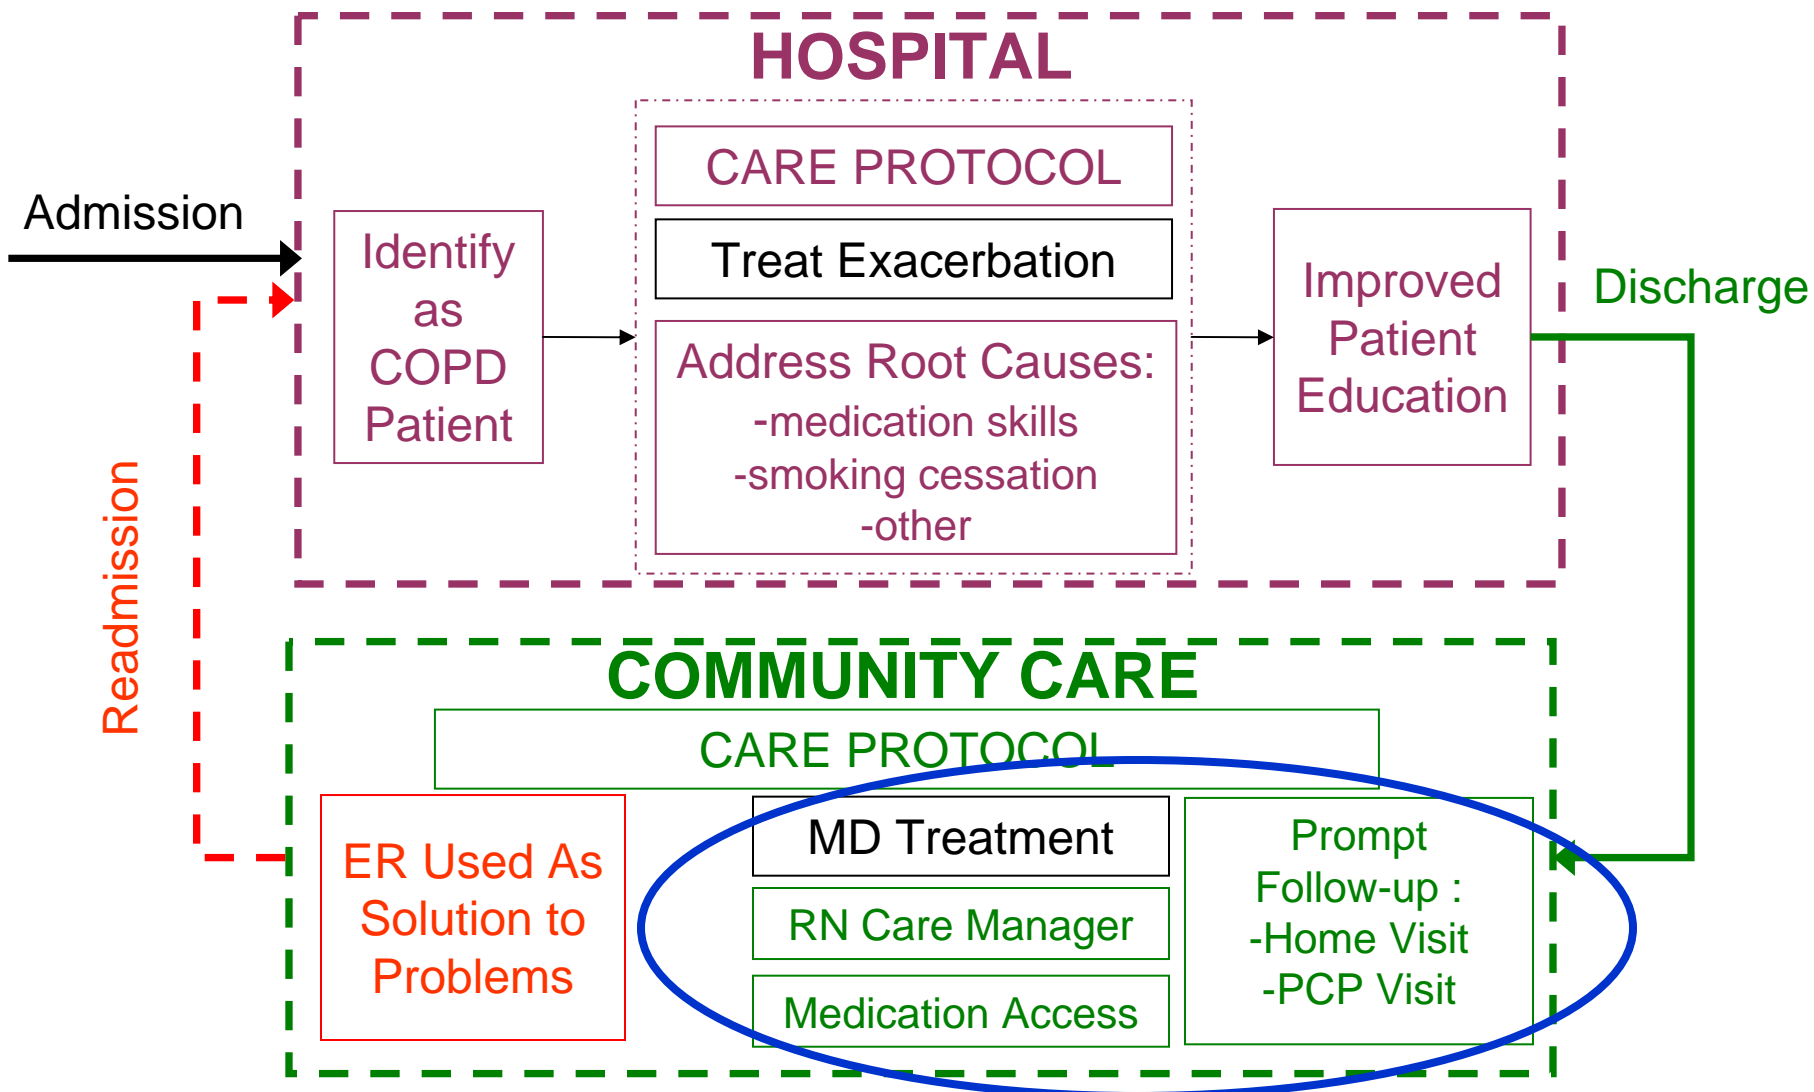 HOSPITAL
Admission
Identify
as
COPD
Patient
CARE PROTOCOL
Treat Exacerbation
Address Root Causes:
-medication skills
-smoking cessation
-other
Improved
Patient
Education
Discharge
Readmission
COMMUNITY CARE
CARE PROTOCOL
ER Used As
Solution to
Problems
MD Treatment
RN Care Manager
Medication Access
Prompt
Follow-up :
-Home Visit
-PCP Visit